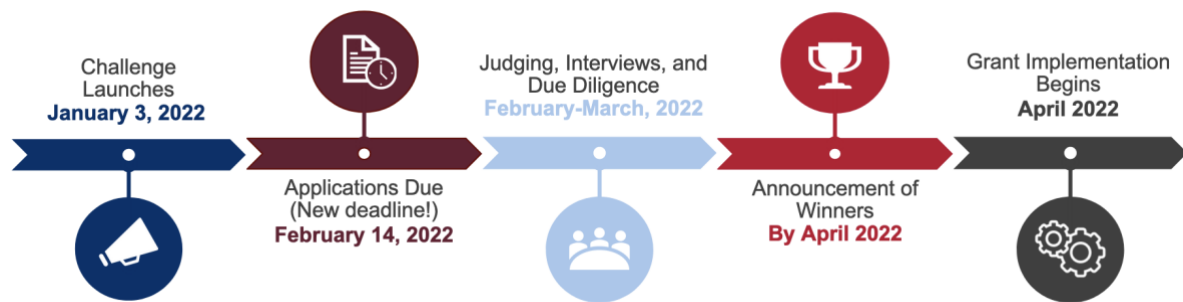 Challenge
Launches
January 3, 2022
Applications Due
(New deadline!)
February 14, 2022
Judging, Interviews, and
Due Diligence
February-March, 2022
Announcement of
Winners
By April 2022
Grant Implementation
Begins
April 2022